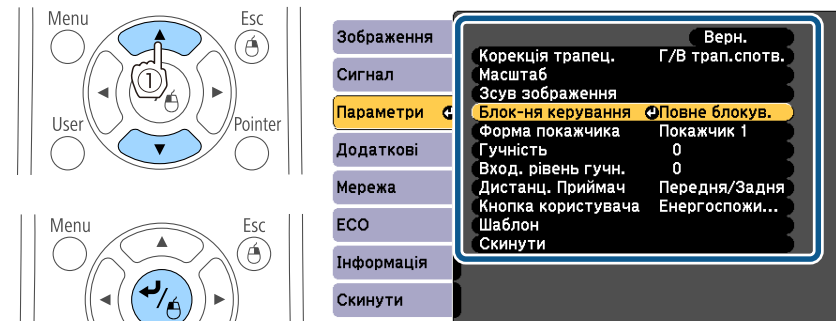 Menu
Esc
1
User
Pointer
Menu
Esc
Зображення
Сигнал
Параметри
Додаткові
Мережа
ECO
Інформація
Скинути
Верн.
Корекція трапец. Г/В трап.спотв.
Масштаб
Зсув зображення
Блок-ня керування Повне блокув.
Форма покажчика Покажчик 1
Гучність 0
Вход. рівень гучн. 0
Дистанц. Приймач Передня/Задня
Кнопка користувача Енергоспожи...
Шаблон
Скинути